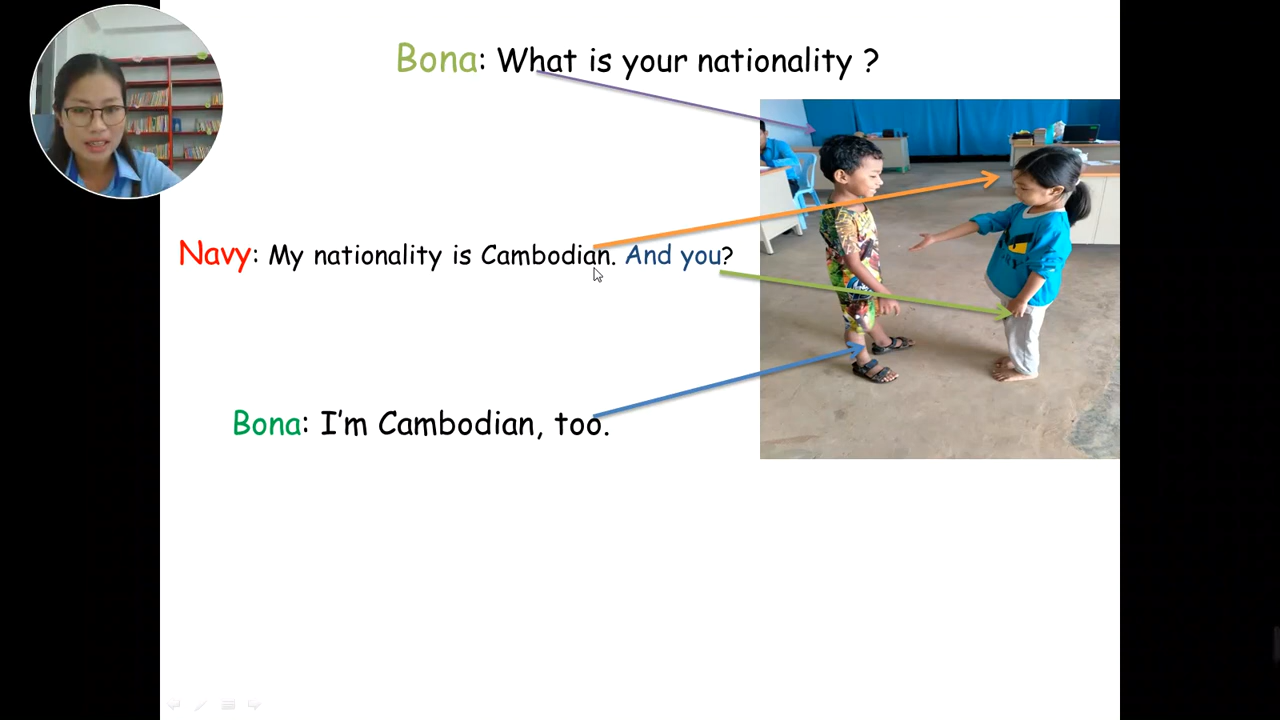 Bona: What is your nationality ?
Navy: My nationality is Cambodian. And you?
Bona: I'm Cambodian, too.